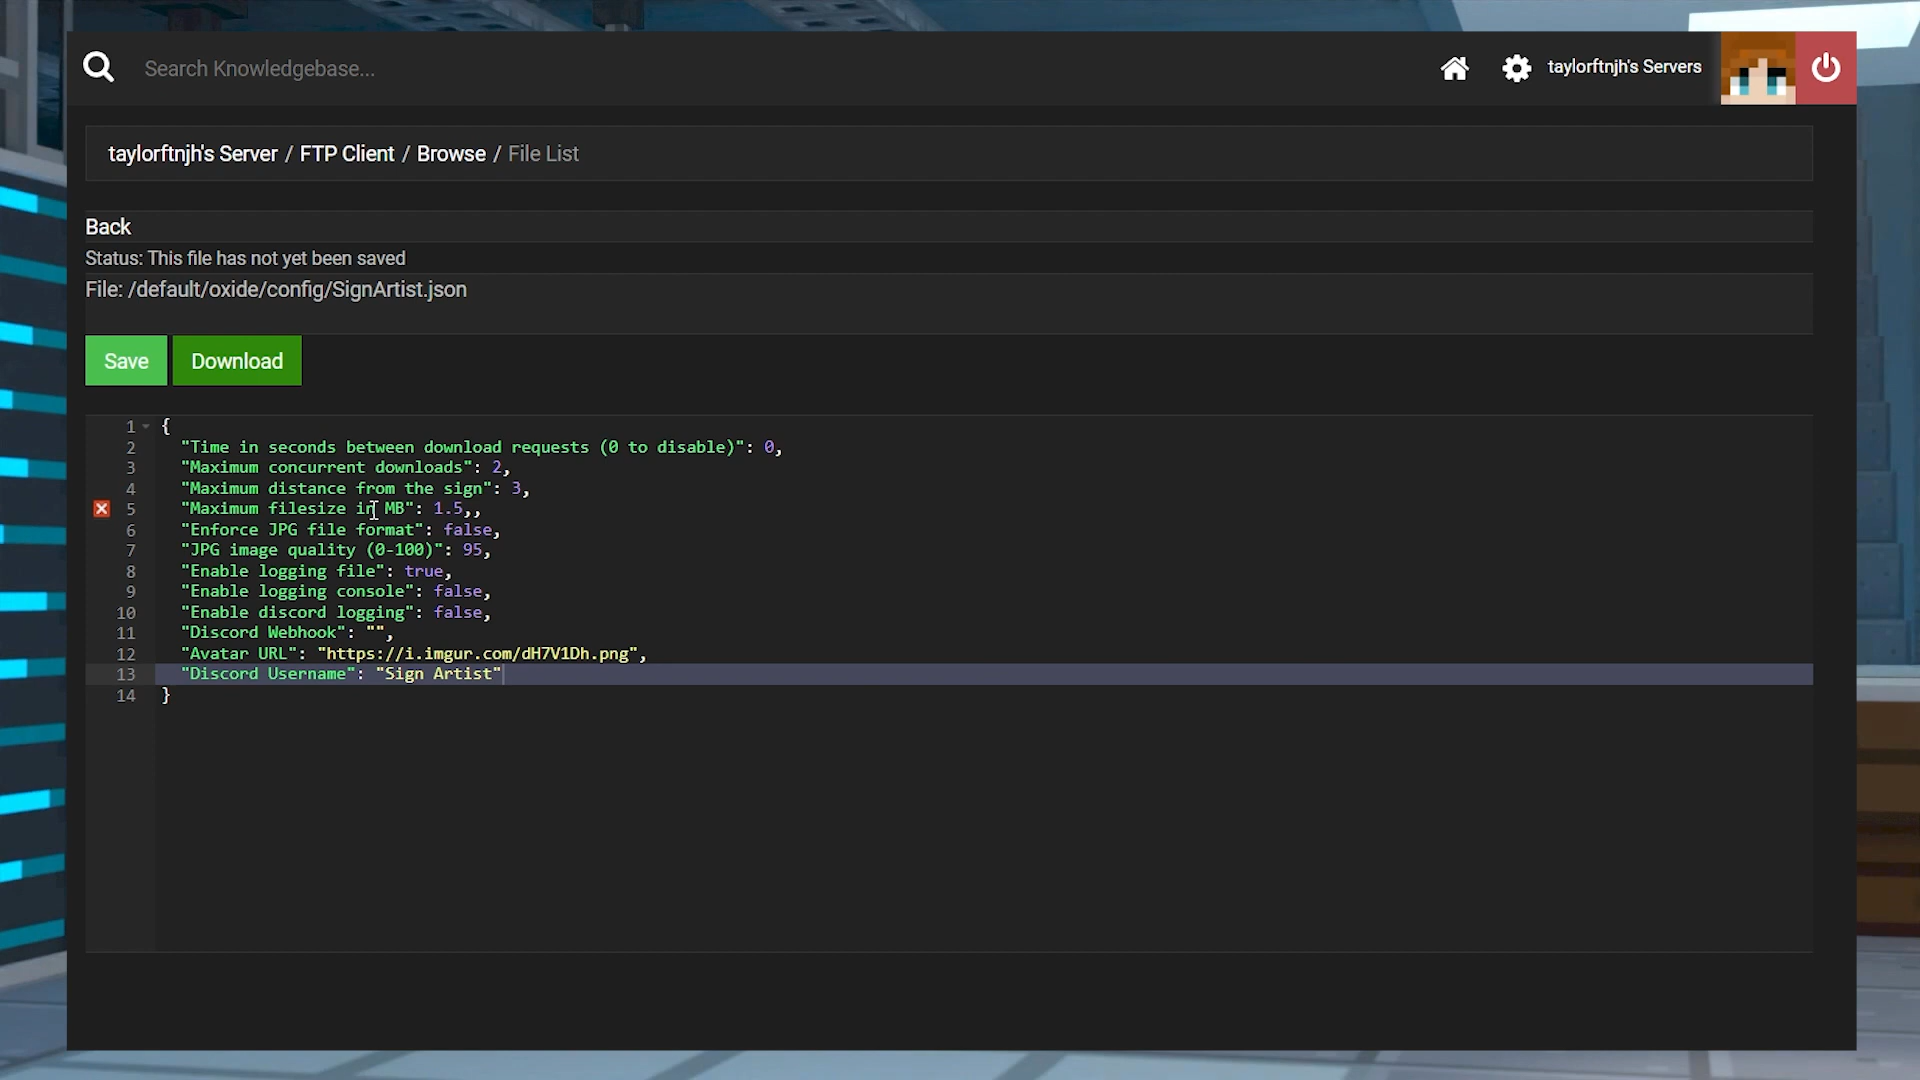 Search Knowledgebase...
taylorftnjh's Servers
taylorftnjh's Server / FTP Client / Browse / File List
Back
Status: This file has not yet been saved
File: /default/oxide/config/SignArtist.json
Save
Download
1 {
2 "Time in seconds between download requests (0 to disable)": 0,
3 "Maximum concurrent downloads": 2,
4 "Maximum distance from the sign": 3,
5 "Maximum filesize in MB": 1.5,,
6 "Enforce JPG file format": false,
7 "JPG image quality (0-100)": 95,
8 "Enable logging file": true,
9 "Enable logging console": false,
10 "Enable discord logging": false,
11 "Discord Webhook": "",
12 "Avatar URL": "https://i.imgur.com/dH7V1Dh.png",
13 "Discord Username": "Sign Artist"
14 }